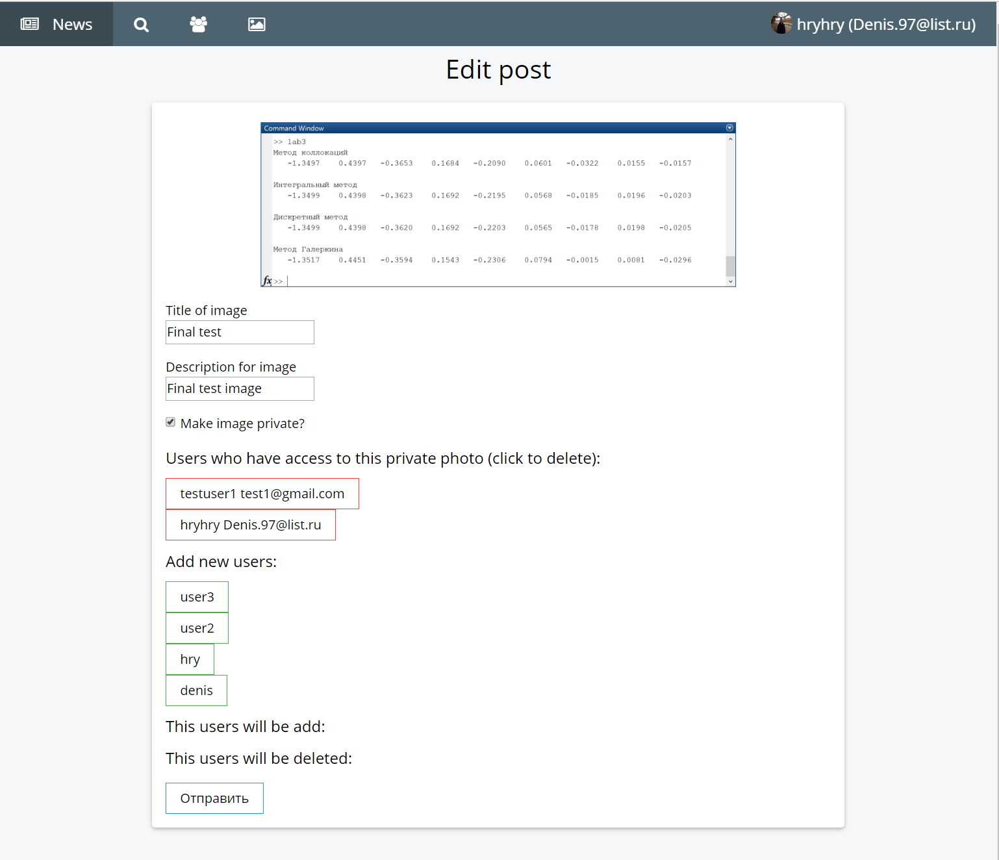 News
hryhry (Denis.97@list.ru)
Edit post
Command Window
>> lab3
Метод коллокаций
-1.3497 0.4397 -0.3653 0.1684 -0.2090 0.0601 -0.0322 0.0155 -0.0157
Интегральный метод
-1.3499 0.4398 -0.3623 0.1692 -0.2195 0.0568 -0.0185 0.0196 -0.0203
Дискретный метод
-1.3499 0.4398 -0.3620 0.1692 -0.2203 0.0565 -0.0178 0.0198 -0.0205
Метод Галеркина
-1.3517 0.4451 -0.3594 0.1543 -0.2306 0.0794 -0.0015 0.0081 -0.0296
fx >>
Title of image
Final test
Description for image
Final test image
Make image private?
Users who have access to this private photo (click to delete):
testuser1 test1@gmail.com
hryhry Denis.97@list.ru
Add new users:
user3
user2
hry
denis
This users will be add:
This users will be deleted:
Отправить